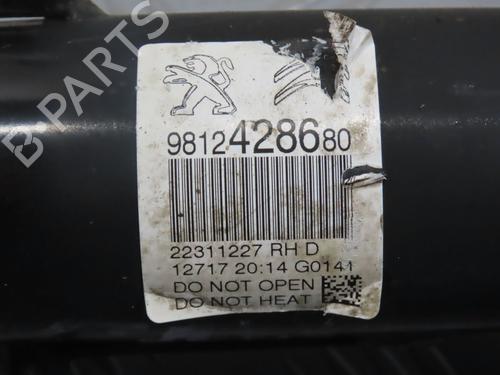 B-PARTS
9812428680
22311227 RH D
12717 20:14 G0141
DO NOT OPEN
DO NOT HEAT